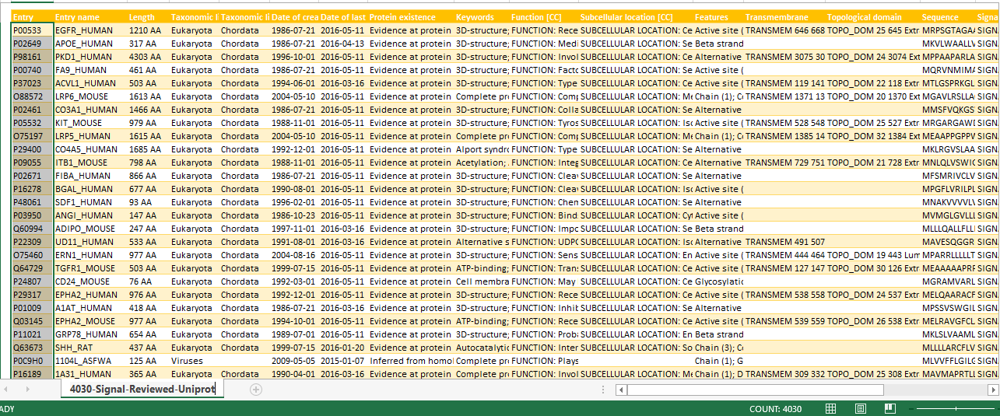 Entry Entry name Length Taxonomic l Taxonomic li Date of crea Date of last Protein existence Keywords Function [CC] Subcellular location [CC] Features Transmembrane Topological domain Sequence Signa
P00533 EGFR_HUMAN 1210 AA Eukaryota Chordata 1986-07-21 2016-05-11 Evidence at protein 3D-structure; FUNCTION: Rece SUBCELLULAR LOCATION: Ce Active site ( TRANSMEM 646 668 TOPO_DOM 25 645 Extr MRPSGTAGA SIGN
P02649 APOE_HUMAN 317 AA Eukaryota Chordata 1986-07-21 2016-04-13 Evidence at protein 3D-structure; FUNCTION: Medi SUBCELLULAR LOCATION: Se Beta strand MKVLWAALLV SIGN
P98161 PKD1_HUMAN 4303 AA Eukaryota Chordata 1996-10-01 2016-05-11 Evidence at protein 3D-structure; FUNCTION: Invol SUBCELLULAR LOCATION: Ce Alternative TRANSMEM 3075 30 TOPO_DOM 24 3074 Ext MPPAAPARLA SIGN
P00740 FA9_HUMAN 461 AA Eukaryota Chordata 1986-07-21 2016-05-11 Evidence at protein 3D-structure; FUNCTION: Facto SUBCELLULAR LOCATION: Se Active site ( MQRVNMIMA SIGN
P37023 ACVL1_HUMAN 503 AA Eukaryota Chordata 1994-06-01 2016-03-16 Evidence at protein 3D-structure; FUNCTION: Type SUBCELLULAR LOCATION: Ce Active site ( TRANSMEM 119 141 TOPO_DOM 22 118 Extr MTLGSPRKGL SIGN
O88572 LRP6_MOUSE 1613 AA Eukaryota Chordata 2004-05-10 2016-05-11 Evidence at protein Complete pro FUNCTION: Comp SUBCELLULAR LOCATION: Me Chain (1); Co TRANSMEM 1371 13 TOPO_DOM 20 1370 Ext MGAVLRSLLA SIGN
P02461 CO3A1_HUMAN 1466 AA Eukaryota Chordata 1986-07-21 2016-05-11 Evidence at protein 3D-structure; FUNCTION: Colla SUBCELLULAR LOCATION: Se Alternative MMSFVQKGS SIGN
P05532 KIT_MOUSE 979 AA Eukaryota Chordata 1988-11-01 2016-05-11 Evidence at protein 3D-structure; FUNCTION: Tyros SUBCELLULAR LOCATION: Iso Active site ( TRANSMEM 528 548 TOPO_DOM 25 527 Extr MRGARGAWD SIGN
O75197 LRP5_HUMAN 1615 AA Eukaryota Chordata 2004-05-10 2016-05-11 Evidence at protein Complete pro FUNCTION: Comp SUBCELLULAR LOCATION: Me Chain (1); Co TRANSMEM 1385 14 TOPO_DOM 32 1384 Extr MEAAPPGPPV SIGN
P29400 CO4A5_HUMAN 1685 AA Eukaryota Chordata 1992-12-01 2016-05-11 Evidence at protein Alport syndro FUNCTION: Type SUBCELLULAR LOCATION: Se Alternative MKLRGVSLAA SIGN
P09055 ITB1_MOUSE 798 AA Eukaryota Chordata 1988-11-01 2016-05-11 Evidence at protein Acetylation; FUNCTION: Integ SUBCELLULAR LOCATION: Ce Alternative TRANSMEM 729 751 TOPO_DOM 21 728 Extr MNLQLVSWIG SIGN
P02671 FIBA_HUMAN 866 AA Eukaryota Chordata 1986-07-21 2016-05-11 Evidence at protein 3D-structure; FUNCTION: Clea SUBCELLULAR LOCATION: Se Alternative MFSMRIVCLV SIGN
P16278 BGAL_HUMAN 677 AA Eukaryota Chordata 1990-08-01 2016-05-11 Evidence at protein 3D-structure; FUNCTION: Clea SUBCELLULAR LOCATION: Iso Active site ( MPGFLVRILPL SIGN
P48061 SDF1_HUMAN 93 AA Eukaryota Chordata 1996-02-01 2016-05-11 Evidence at protein 3D-structure; FUNCTION: Chem SUBCELLULAR LOCATION: Se Alternative MNAKVVVVLV SIGN
P03950 ANGI_HUMAN 147 AA Eukaryota Chordata 1986-10-23 2016-05-11 Evidence at protein 3D-structure; FUNCTION: Bind SUBCELLULAR LOCATION: Cyt Active site ( MVMGLGVLLL SIGN
Q60994 ADIPO_MOUSE 247 AA Eukaryota Chordata 1997-11-01 2016-03-16 Evidence at protein 3D-structure; FUNCTION: Impo SUBCELLULAR LOCATION: Se Beta strand MLLLQALLFLL SIGN
P22309 UD11_HUMAN 533 AA Eukaryota Chordata 1991-08-01 2016-03-16 Evidence at protein Alternative s FUNCTION: UDPG SUBCELLULAR LOCATION: Iso Alternative TRANSMEM 491 507 MAVESQGGR SIGN
O75460 ERN1_HUMAN 977 AA Eukaryota Chordata 2004-08-16 2016-05-11 Evidence at protein 3D-structure; FUNCTION: Sens SUBCELLULAR LOCATION: En Active site ( TRANSMEM 444 464 TOPO_DOM 19 443 Lum MPARRLLLLLT SIGN
Q64729 TGFR1_MOUSE 503 AA Eukaryota Chordata 1999-07-15 2016-05-11 Evidence at protein ATP-binding; FUNCTION: Tran SUBCELLULAR LOCATION: Ce Active site ( TRANSMEM 127 147 TOPO_DOM 30 126 Extr MEAAAAAPRF SIGN
P24807 CD24_MOUSE 76 AA Eukaryota Chordata 1992-03-01 2016-05-11 Evidence at protein Cell membra FUNCTION: May SUBCELLULAR LOCATION: Ce Glycosylatic MGRAMVARL SIGN
P29317 EPHA2_HUMAN 976 AA Eukaryota Chordata 1992-12-01 2016-05-11 Evidence at protein 3D-structure; FUNCTION: Rece SUBCELLULAR LOCATION: Ce Active site ( TRANSMEM 538 558 TOPO_DOM 24 537 Extr MELQAARACF SIGN
P01009 A1AT_HUMAN 418 AA Eukaryota Chordata 1986-07-21 2016-03-16 Evidence at protein 3D-structure; FUNCTION: Inhib SUBCELLULAR LOCATION: Se Alternative MPSSVSWGIL SIGN
Q03145 EPHA2_MOUSE 977 AA Eukaryota Chordata 1994-10-01 2016-05-11 Evidence at protein ATP-binding; FUNCTION: Rece SUBCELLULAR LOCATION: Ce Active site ( TRANSMEM 539 559 TOPO_DOM 26 538 Extr MELRAVGFCL SIGN
P11021 GRP78_HUMAN 654 AA Eukaryota Chordata 1989-07-01 2016-05-11 Evidence at protein 3D-structure; FUNCTION: Proba SUBCELLULAR LOCATION: En Beta strand MKLSLVAAML SIGN
Q63673 SHH_RAT 437 AA Eukaryota Chordata 1999-07-15 2016-01-20 Evidence at protein Autocatalytic FUNCTION: Inter SUBCELLULAR LOCATION: So Chain (3); Co MLLLLARCFLV SIGN
P0C9H0 1104L_ASFWA 125 AA Viruses 2009-05-05 2015-01-07 Inferred from homol Complete pro FUNCTION: Plays Chain (1); G MLVVFFLGILG SIGN
P16189 1A31_HUMAN 365 AA Eukaryota Chordata 1990-04-01 2016-03-16 Evidence at protein 3D-structure; FUNCTION: Invol SUBCELLULAR LOCATION: Me Chain (1); D TRANSMEM 309 332 TOPO_DOM 25 308 Extr MAVMAPRTLL SIGN
4030-Signal-Reviewed-Uniprot
ADY COUNT: 4030